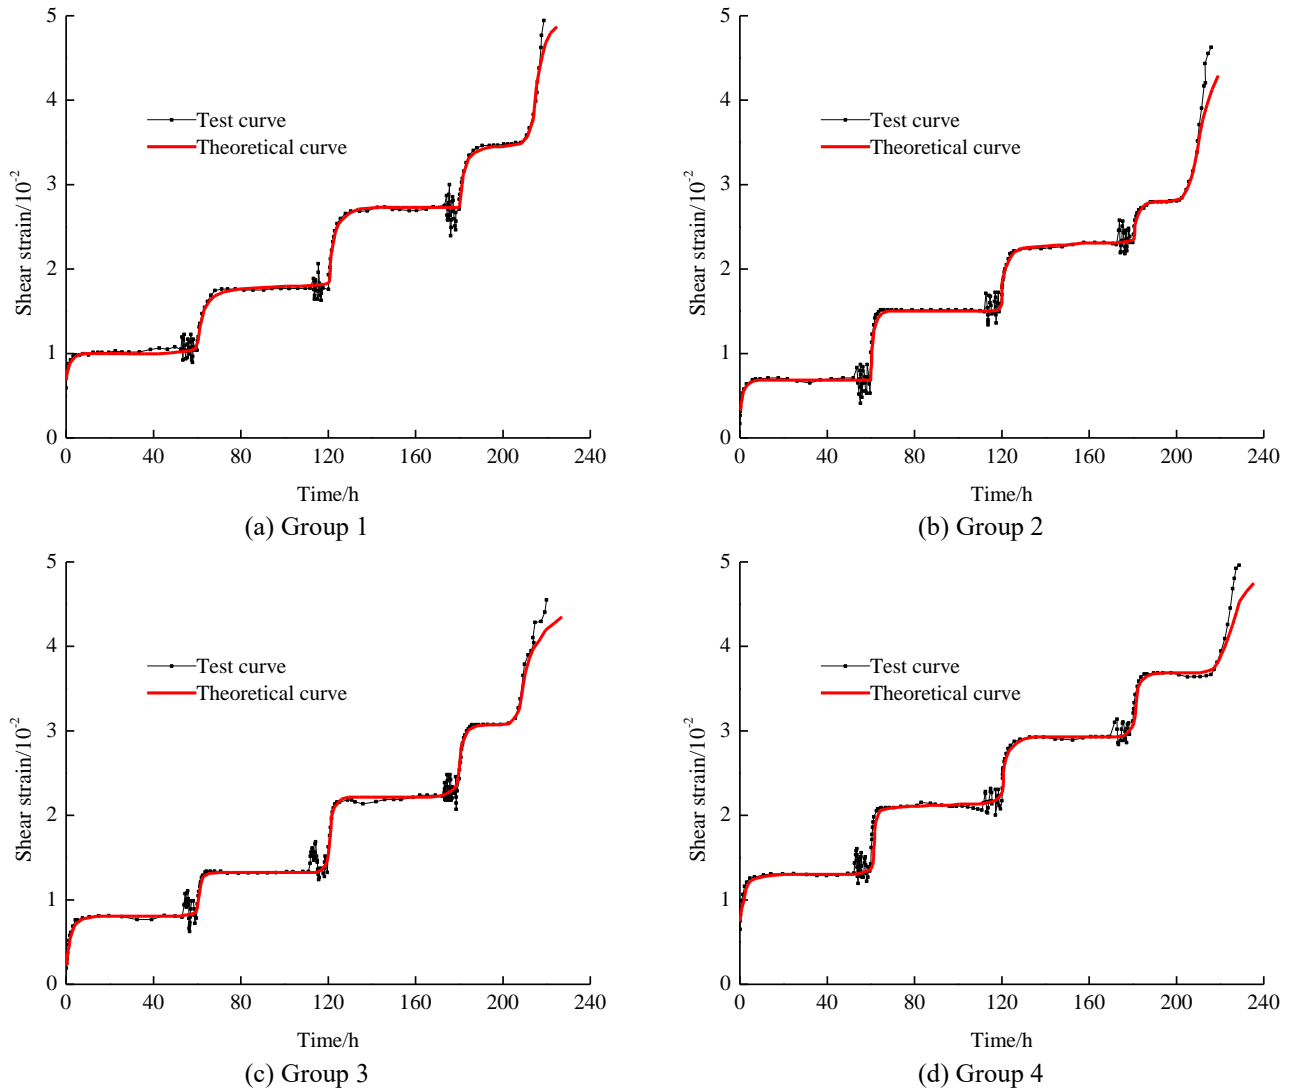 5
4
3
2
1
0
Shear strain/10-2
Test curve
Theoretical curve
0 40 80 120 160 200 240
Time/h
(a) Group 1
5
4
3
2
1
0
Shear strain/10-2
Test curve
Theoretical curve
0 40 80 120 160 200 240
Time/h
(b) Group 2
5
4
3
2
1
0
Shear strain/10-2
Test curve
Theoretical curve
0 40 80 120 160 200 240
Time/h
(c) Group 3
5
4
3
2
1
0
Shear strain/10-2
Test curve
Theoretical curve
0 40 80 120 160 200 240
Time/h
(d) Group 4